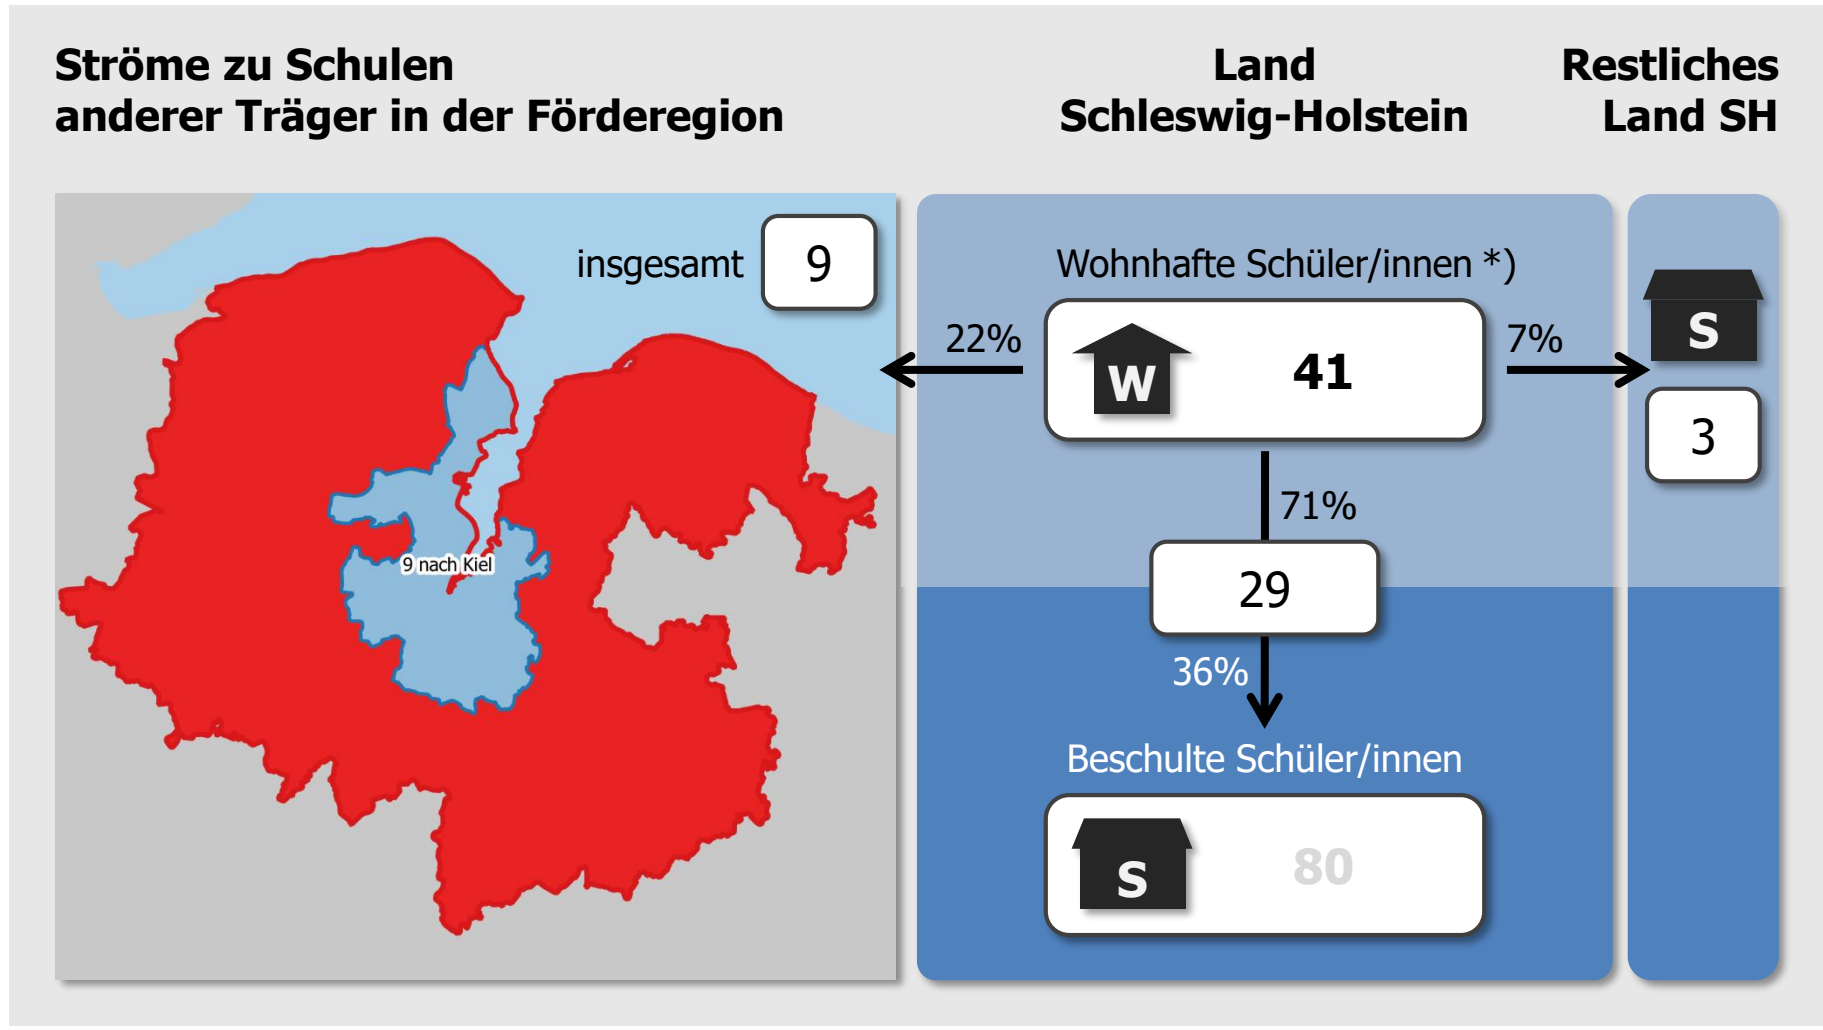 Ströme zu Schulen
anderer Träger in der Förderegion
Land
Schleswig-Holstein
Restliches
Land SH
insgesamt 9
9 nach Kiel
Wohnhafte Schüler/innen *)
22%
W 41
7%
S
3
71%
29
36%
Beschulte Schüler/innen
S 80